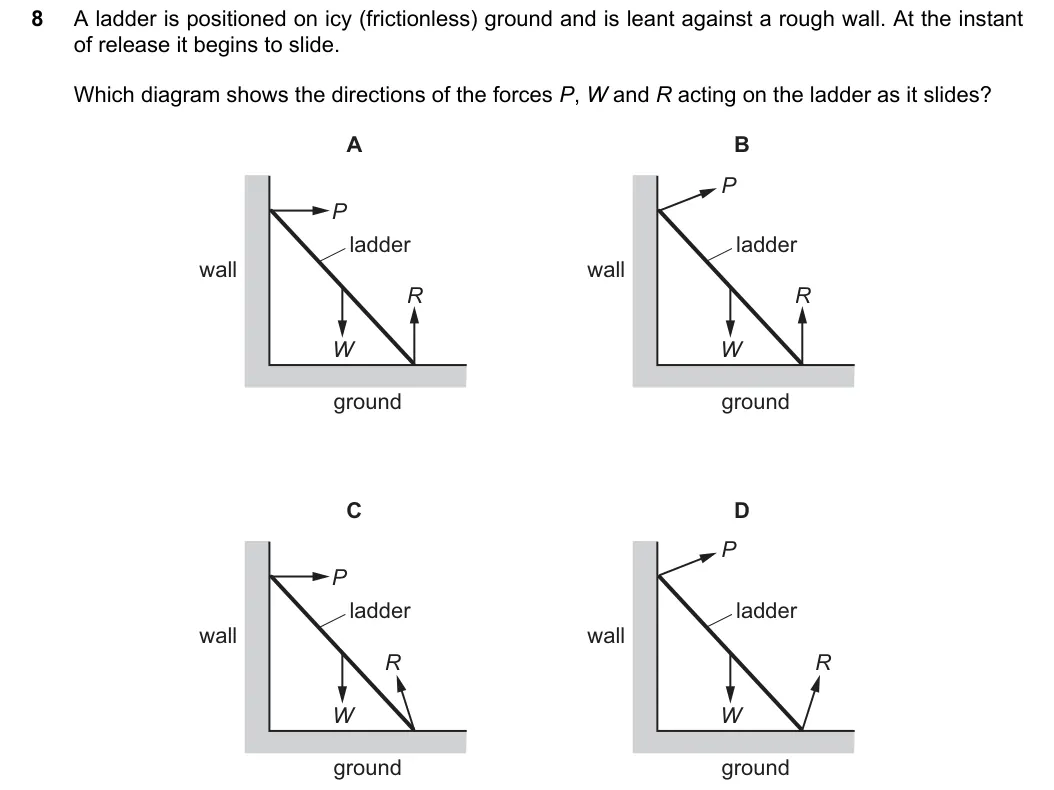 8 A ladder is positioned on icy (frictionless) ground and is leant against a rough wall. At the instant
of release it begins to slide.
Which diagram shows the directions of the forces P, W and R acting on the ladder as it slides?
A
P
ladder
wall
R
W
ground
B
P
ladder
wall
R
W
ground
C
P
ladder
wall
R
W
ground
D
P
ladder
wall
R
W
ground